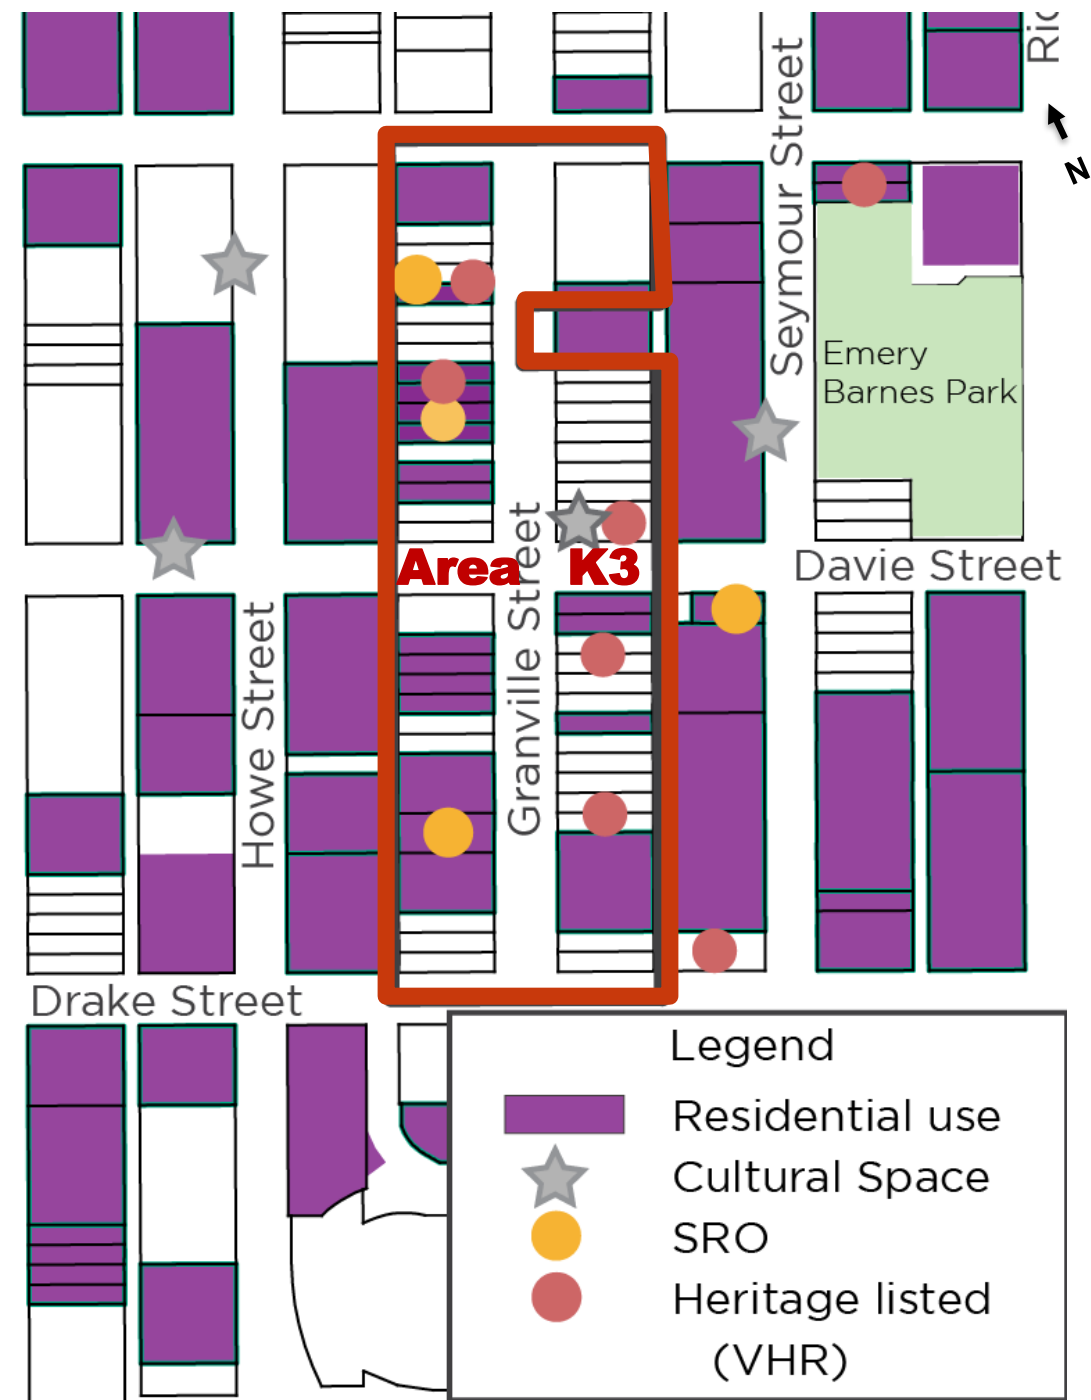 Ric
N
Seymour Street
Emery
Barnes Park
Area K3
Davie Street
Granville Street
Howe Street
Drake Street
Legend
Residential use
Cultural Space
SRO
Heritage listed
(VHR)